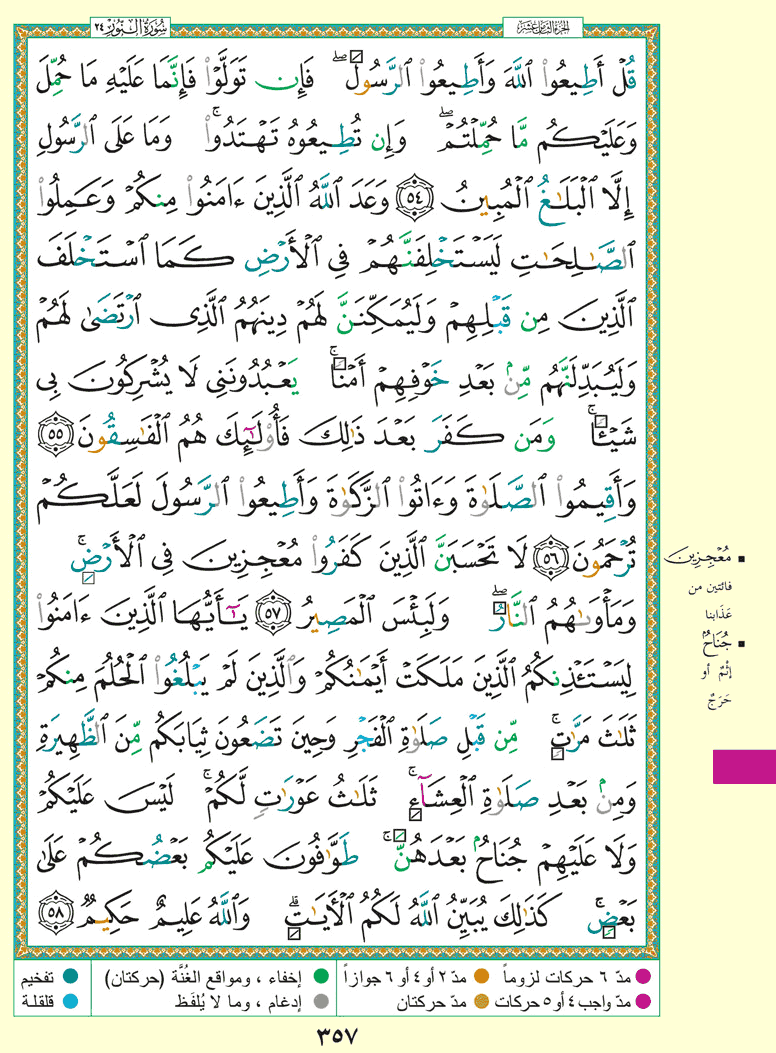 سُورَةُ النُّورِ ٢٤
الجزء الثامن عشر
قُلْ أَطِيعُوا۟ ٱللَّهَ وَأَطِيعُوا۟ ٱلرَّسُولَ ۖ فَإِن تَوَلَّوْا۟ فَإِنَّمَا عَلَيْهِ مَا حُمِّلَ
وَعَلَيْكُم مَّا حُمِّلْتُمْ ۖ وَإِن تُطِيعُوهُ تَهْتَدُوا۟ ۚ وَمَا عَلَى ٱلرَّسُولِ
إِلَّا ٱلْبَلَـٰغُ ٱلْمُبِينُ ﴿٥٤﴾ وَعَدَ ٱللَّهُ ٱلَّذِينَ ءَامَنُوا۟ مِنكُمْ وَعَمِلُوا۟
ٱلصَّـٰلِحَـٰتِ لَيَسْتَخْلِفَنَّهُمْ فِى ٱلْأَرْضِ كَمَا ٱسْتَخْلَفَ
ٱلَّذِينَ مِن قَبْلِهِمْ وَلَيُمَكِّنَنَّ لَهُمْ دِينَهُمُ ٱلَّذِى ٱرْتَضَىٰ لَهُمْ
وَلَيُبَدِّلَنَّهُم مِّنۢ بَعْدِ خَوْفِهِمْ أَمْنًا ۚ يَعْبُدُونَنِى لَا يُشْرِكُونَ بِى
شَيْـًٔا ۚ وَمَن كَفَرَ بَعْدَ ذَٰلِكَ فَأُو۟لَـٰٓئِكَ هُمُ ٱلْفَـٰسِقُونَ ﴿٥٥﴾
وَأَقِيمُوا۟ ٱلصَّلَوٰةَ وَءَاتُوا۟ ٱلزَّكَوٰةَ وَأَطِيعُوا۟ ٱلرَّسُولَ لَعَلَّكُمْ
تُرْحَمُونَ ﴿٥٦﴾ لَا تَحْسَبَنَّ ٱلَّذِينَ كَفَرُوا۟ مُعْجِزِينَ فِى ٱلْأَرْضِ ۚ
وَمَأْوَىٰهُمُ ٱلنَّارُ ۖ وَلَبِئْسَ ٱلْمَصِيرُ ﴿٥٧﴾ يَـٰٓأَيُّهَا ٱلَّذِينَ ءَامَنُوا۟
لِيَسْتَـْٔذِنكُمُ ٱلَّذِينَ مَلَكَتْ أَيْمَـٰنُكُمْ وَٱلَّذِينَ لَمْ يَبْلُغُوا۟ ٱلْحُلُمَ مِنكُمْ
ثَلَـٰثَ مَرَّٰتٍ ۚ مِّن قَبْلِ صَلَوٰةِ ٱلْفَجْرِ وَحِينَ تَضَعُونَ ثِيَابَكُم مِّنَ ٱلظَّهِيرَةِ
وَمِنۢ بَعْدِ صَلَوٰةِ ٱلْعِشَآءِ ۚ ثَلَـٰثُ عَوْرَٰتٍ لَّكُمْ ۚ لَيْسَ عَلَيْكُمْ
وَلَا عَلَيْهِمْ جُنَاحٌۢ بَعْدَهُنَّ ۚ طَوَّٰفُونَ عَلَيْكُم بَعْضُكُمْ عَلَىٰ
بَعْضٍ ۚ كَذَٰلِكَ يُبَيِّنُ ٱللَّهُ لَكُمُ ٱلْـَٔايَـٰتِ ۗ وَٱللَّهُ عَلِيمٌ حَكِيمٌ ﴿٥٨﴾
▪ مُعْجِزِينَ
فائتين من
عَذَابنا
▪ جُنَاحٌ
إثمٌ أو
حَرَجٌ
مدّ ٦ حركات لزوماً
مدّ ٢ أو ٤ أو ٦ جوازاً
إخفاء ، ومواقع الغُنَّة (حركتان)
تفخيم
مدّ واجب ٤ أو ٥ حركات
مدّ حركتان
إدغام ، وما لا يُلفَظ
قلقلة
٣٥٧